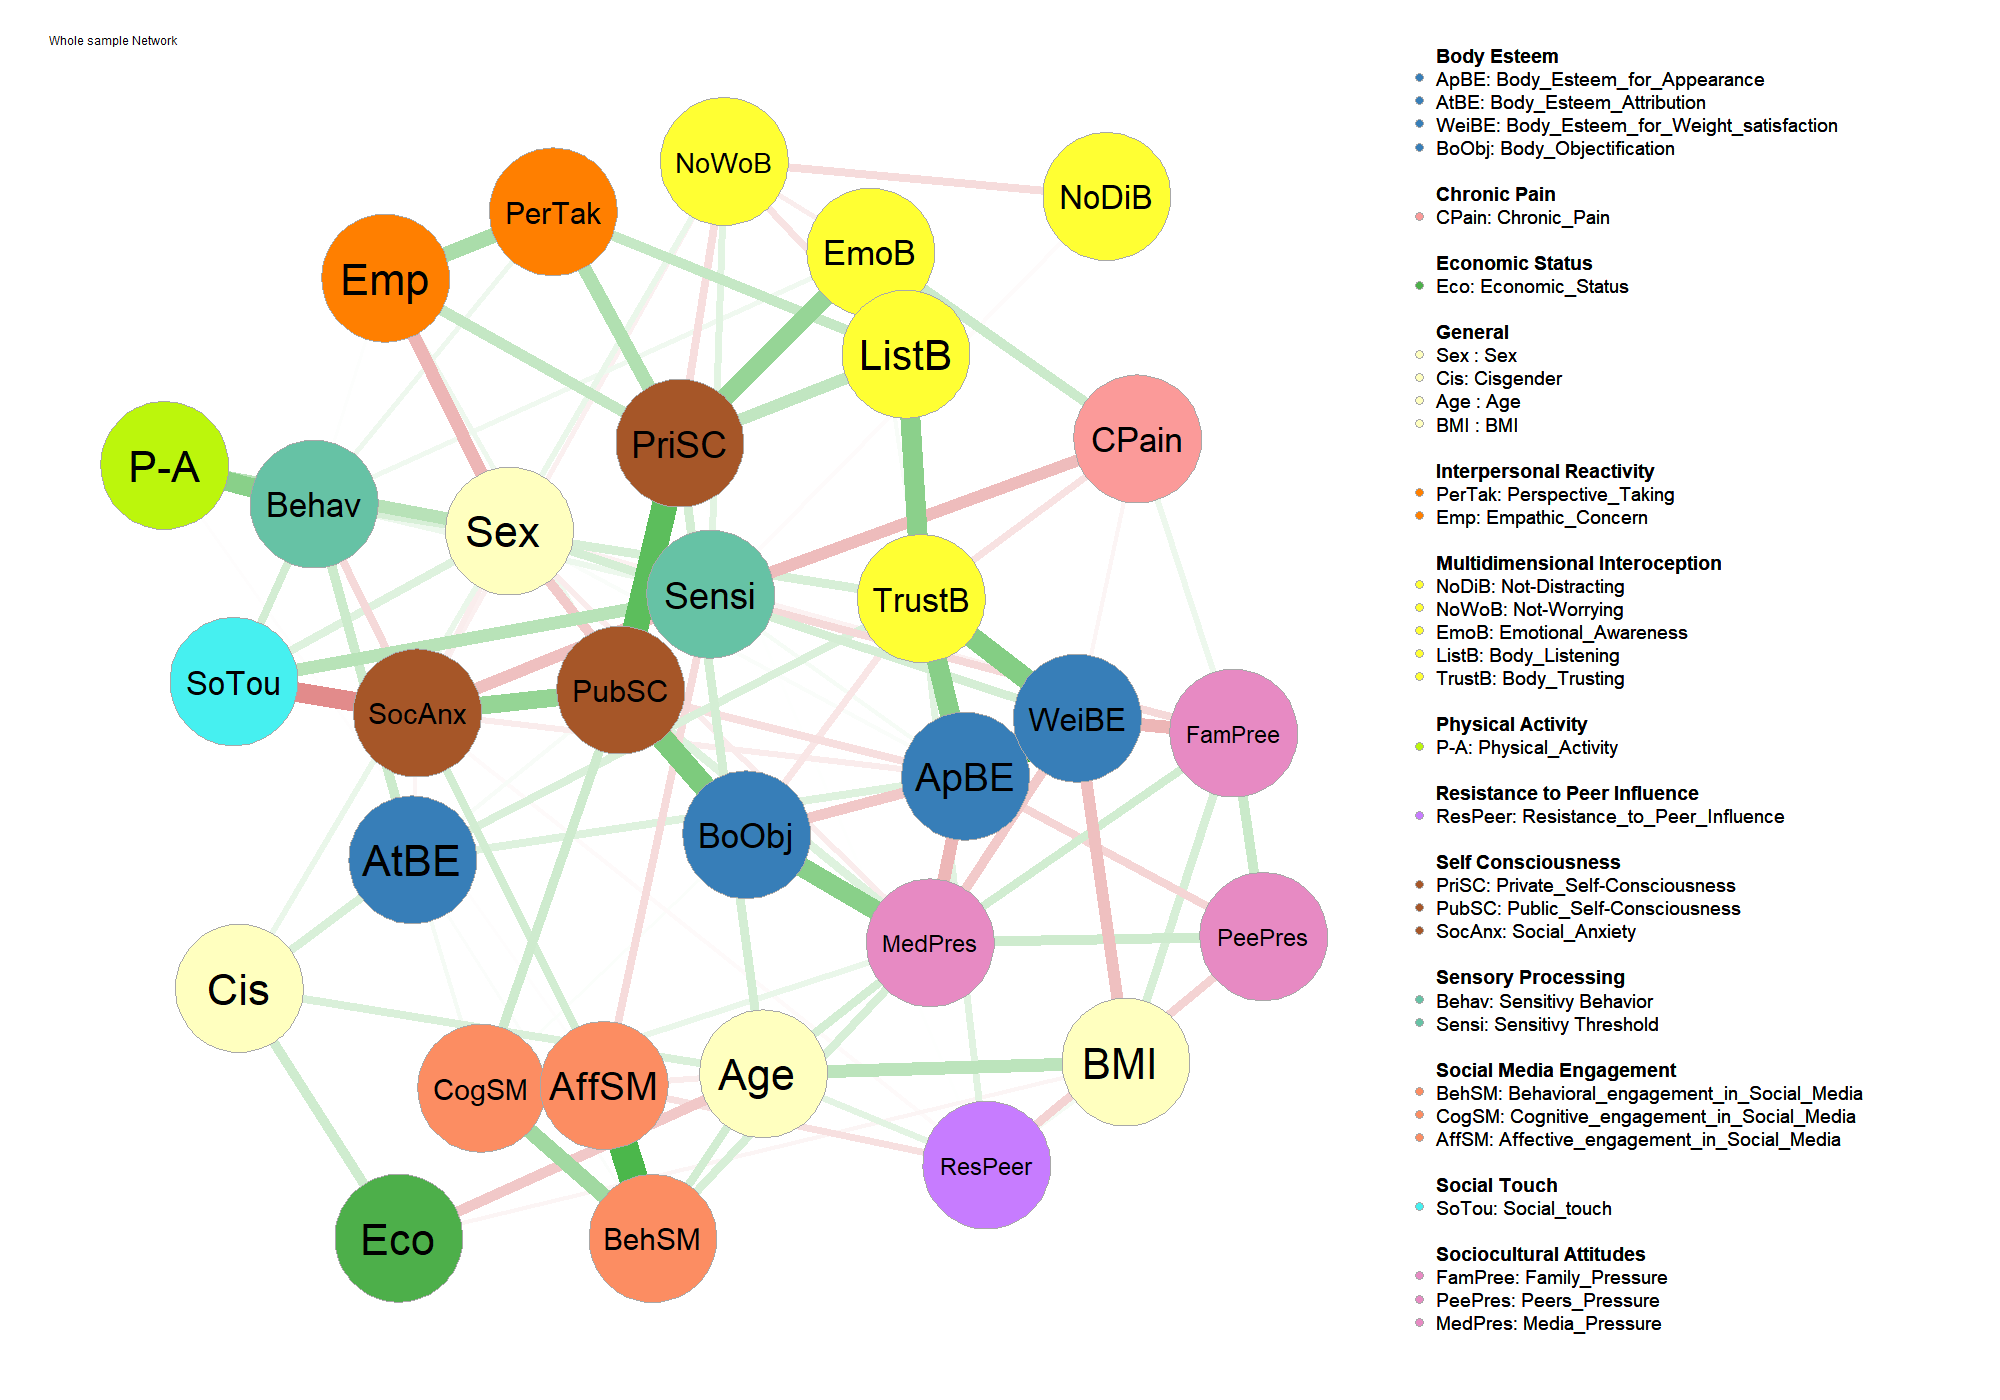 Whole sample Network
NoWoB
NoDiB
PerTak
EmoB
Emp
ListB
PriSC
CPain
P-A
Behav
Sex
Sensi
TrustB
SoTou
SocAnx
PubSC
WeiBE
FamPree
ApBE
BoObj
AtBE
MedPres
PeePres
Cis
CogSM
AffSM
Age
BMI
ResPeer
Eco
BehSM
Body Esteem
ApBE: Body_Esteem_for_Appearance
AtBE: Body_Esteem_Attribution
WeiBE: Body_Esteem_for_Weight_satisfaction
BoObj: Body_Objectification
Chronic Pain
CPain: Chronic_Pain
Economic Status
Eco: Economic_Status
General
Sex : Sex
Cis: Cisgender
Age : Age
BMI : BMI
Interpersonal Reactivity
PerTak: Perspective_Taking
Emp: Empathic_Concern
Multidimensional Interoception
NoDiB: Not-Distracting
NoWoB: Not-Worrying
EmoB: Emotional_Awareness
ListB: Body_Listening
TrustB: Body_Trusting
Physical Activity
P-A: Physical_Activity
Resistance to Peer Influence
ResPeer: Resistance_to_Peer_Influence
Self Consciousness
PriSC: Private_Self-Consciousness
PubSC: Public_Self-Consciousness
SocAnx: Social_Anxiety
Sensory Processing
Behav: Sensitivy Behavior
Sensi: Sensitivy Threshold
Social Media Engagement
BehSM: Behavioral_engagement_in_Social_Media
CogSM: Cognitive_engagement_in_Social_Media
AffSM: Affective_engagement_in_Social_Media
Social Touch
SoTou: Social_touch
Sociocultural Attitudes
FamPree: Family_Pressure
PeePres: Peers_Pressure
MedPres: Media_Pressure